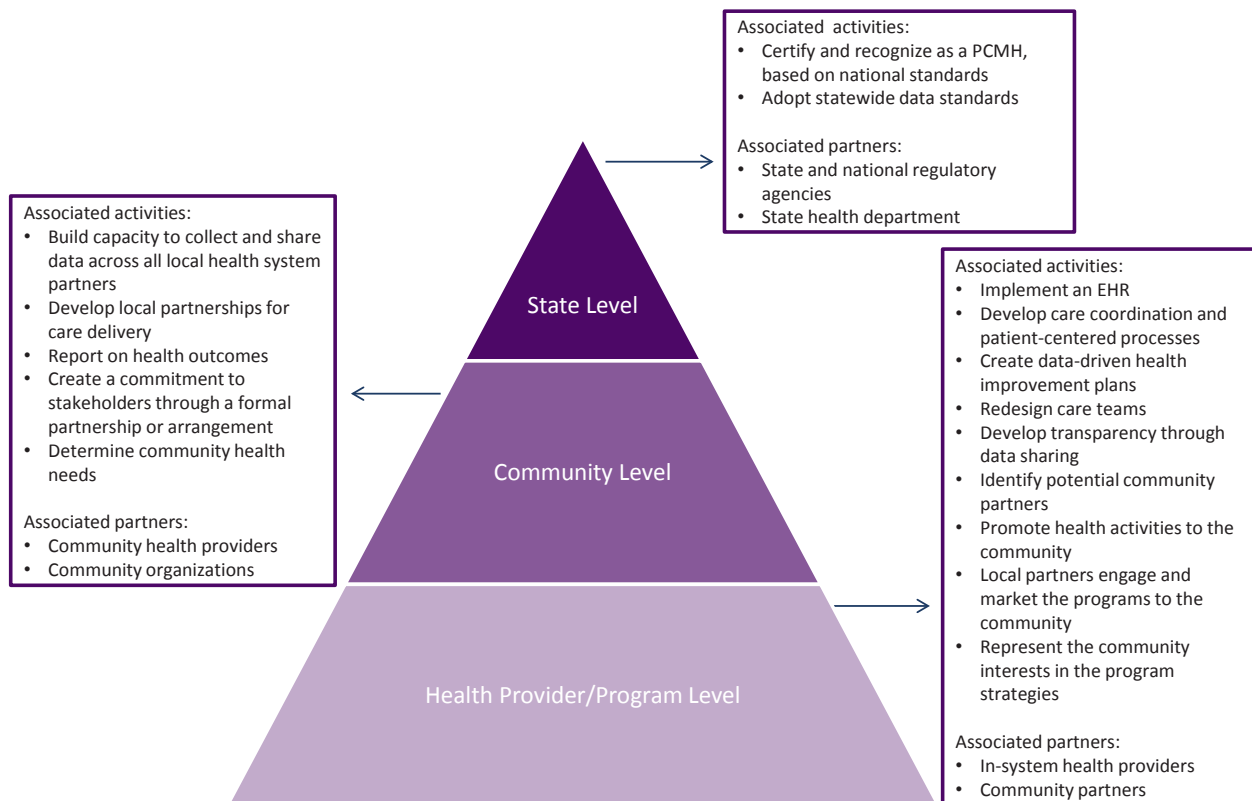 Associated activities:
• Certify and recognize as a PCMH,
based on national standards
• Adopt statewide data standards
Associated partners:
• State and national regulatory
agencies
• State health department
State Level
Associated activities:
• Build capacity to collect and share
data across all local health system
partners
• Develop local partnerships for
care delivery
• Report on health outcomes
• Create a commitment to
stakeholders through a formal
partnership or arrangement
• Determine community health
needs
Associated partners:
• Community health providers
• Community organizations
Community Level
Associated activities:
• Implement an EHR
• Develop care coordination and
patient-centered processes
• Create data-driven health
improvement plans
• Redesign care teams
• Develop transparency through
data sharing
• Identify potential community
partners
• Promote health activities to the
community
• Local partners engage and
market the programs to the
community
• Represent the community
interests in the program
strategies
Associated partners:
• In-system health providers
• Community partners
Health Provider/Program Level